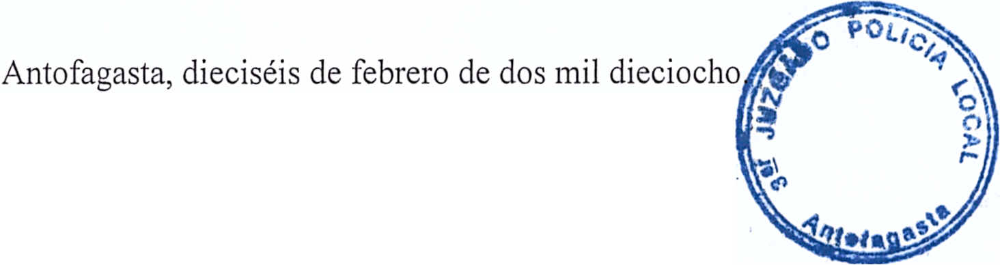 Antofagasta, dieciséis de febrero de dos mil dieciocho.
3er JUZGADO POLICIA LOCAL
Antofagasta